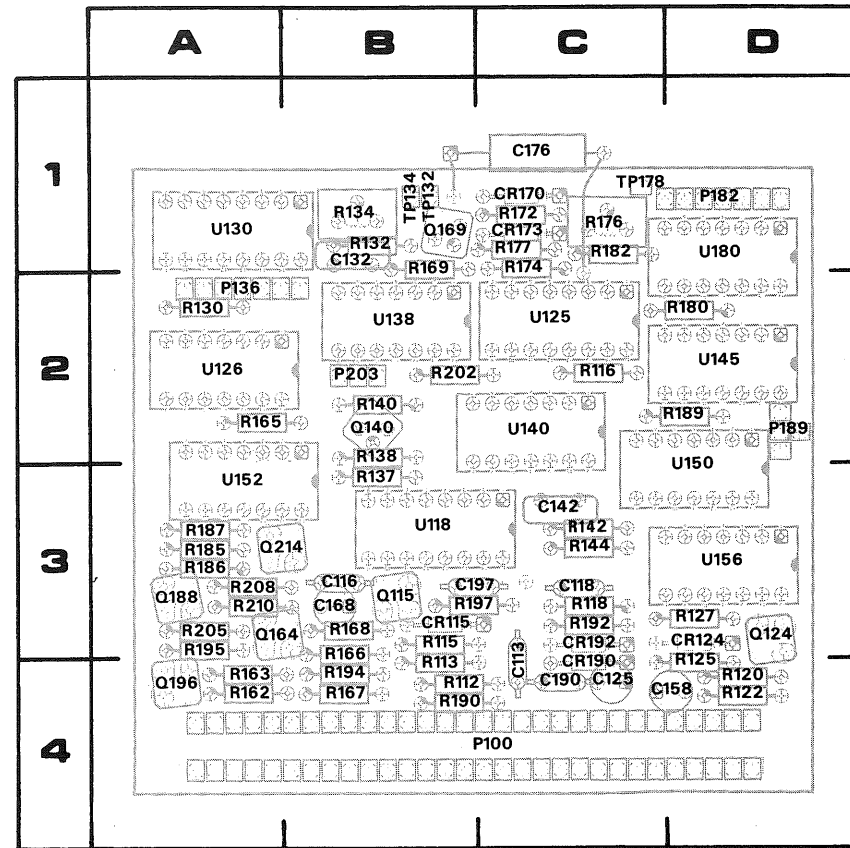 A B C D
1
C176
TP134 TP132 CR170 TP178 P182
R134 R172 R176
U130 Q169 CR173 U180
R132 R177 R182
C132 R169 R174
P136
R130 R180
U138 U125
2
U126 P203 R202 R116 U145
R140 R189
R165 Q140 U140 P189
R138 U150
U152 R137
C142
R187 U118 R142
3
R185 Q214 R144 U156
R186
R208 C116 C197 C118
Q188 R210 C168 Q115 R197 R118 R127
R205 Q164 R168 CR115 R192 Q124
R195 R115 CR192 CR124
R166 R113 C113 CR190 R125
R163 R194 R120
Q196 R162 R167 R112 C190 C125 C158 R122
R190
4
P100